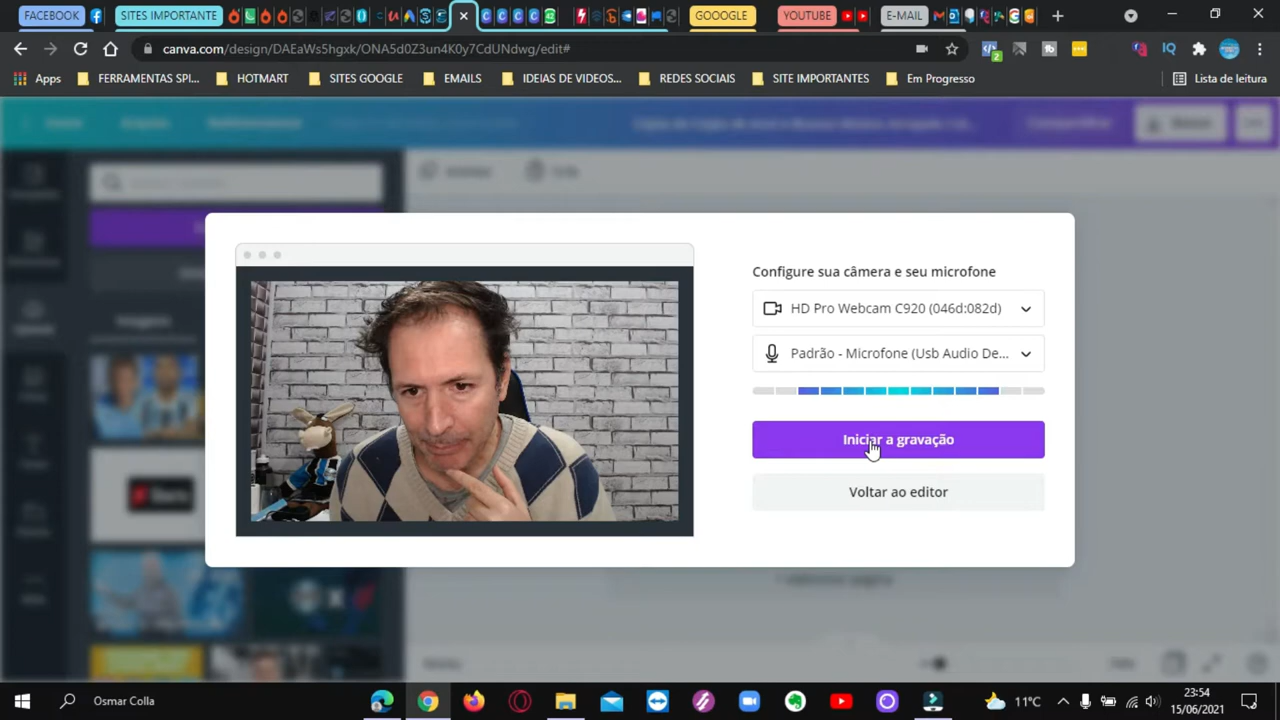 FACEBOOK
SITES IMPORTANTE
GOOOGLE
YOUTUBE
E-MAIL
canva.com/design/DAEaWs5hgxk/ONA5d0Z3un4K0y7CdUNdwg/edit#
Apps
FERRAMENTAS SPI...
HOTMART
SITES GOOGLE
EMAILS
IDEIAS DE VIDEOS...
REDES SOCIAIS
SITE IMPORTANTES
Em Progresso
Lista de leitura
Configure sua câmera e seu microfone
HD Pro Webcam C920 (046d:082d)
Padrão - Microfone (Usb Audio De...
Iniciar a gravação
Voltar ao editor
Osmar Colla
11°C
23:54
15/06/2021